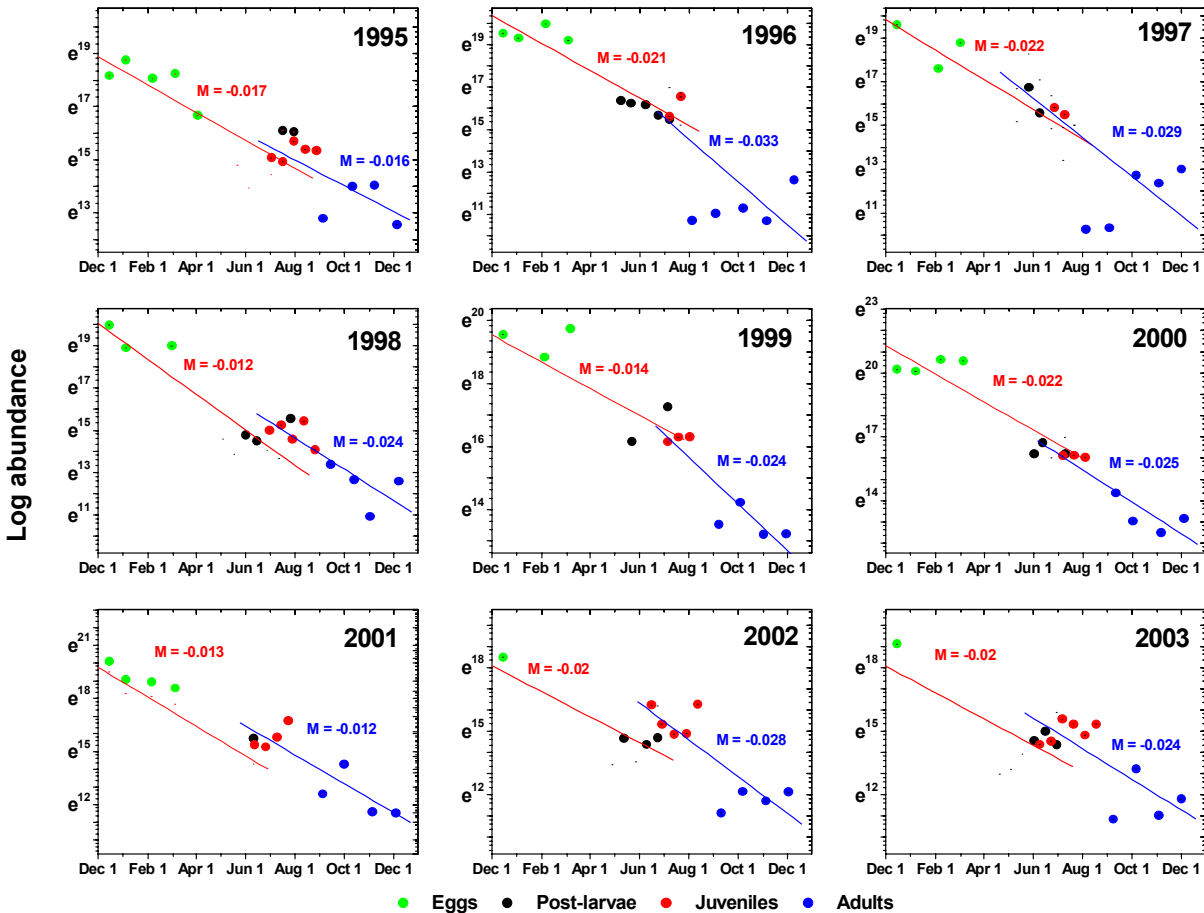 Log abundance
1995
e19
e17
e15
e13
M = -0.017
M = -0.016
Dec 1 Feb 1 Apr 1 Jun 1 Aug 1 Oct 1 Dec 1
1996
e19
e17
e15
e13
e11
M = -0.021
M = -0.033
Dec 1 Feb 1 Apr 1 Jun 1 Aug 1 Oct 1 Dec 1
1997
e19
e17
e15
e13
e11
M = -0.022
M = -0.029
Dec 1 Feb 1 Apr 1 Jun 1 Aug 1 Oct 1 Dec 1
1998
e19
e17
e15
e13
e11
M = -0.012
M = -0.024
Dec 1 Feb 1 Apr 1 Jun 1 Aug 1 Oct 1 Dec 1
1999
e20
e18
e16
e14
M = -0.014
M = -0.024
Dec 1 Feb 1 Apr 1 Jun 1 Aug 1 Oct 1 Dec 1
2000
e23
e20
e17
e14
M = -0.022
M = -0.025
Dec 1 Feb 1 Apr 1 Jun 1 Aug 1 Oct 1 Dec 1
2001
e21
e18
e15
e12
M = -0.013
M = -0.012
Dec 1 Feb 1 Apr 1 Jun 1 Aug 1 Oct 1 Dec 1
2002
e18
e15
e12
M = -0.02
M = -0.028
Dec 1 Feb 1 Apr 1 Jun 1 Aug 1 Oct 1 Dec 1
2003
e18
e15
e12
M = -0.02
M = -0.024
Dec 1 Feb 1 Apr 1 Jun 1 Aug 1 Oct 1 Dec 1
Eggs Post-larvae Juveniles Adults